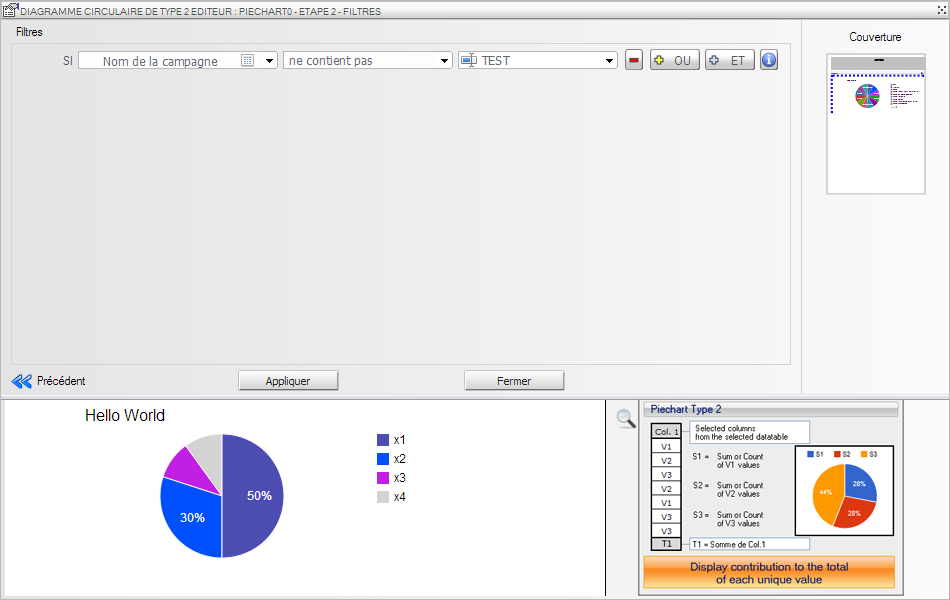 DIAGRAMME CIRCULAIRE DE TYPE 2 EDITEUR : PIECHART0 - ETAPE 2 - FILTRES
Filtres
Couverture
SI Nom de la campagne ne contient pas TEST OU ET
Précédent
Appliquer
Fermer
Hello World
x1
x2
x3
x4
50%
30%
Piechart Type 2
Col. 1
V1
V2
V3
V2
V1
V3
V3
T1
Selected columns
from the selected datatable
S1 = Sum or Count
of V1 values
S2 = Sum or Count
of V2 values
S3 = Sum or Count
of V3 values
T1 = Somme de Col.1
S1 S2 S3
28%
44%
28%
Display contribution to the total
of each unique value